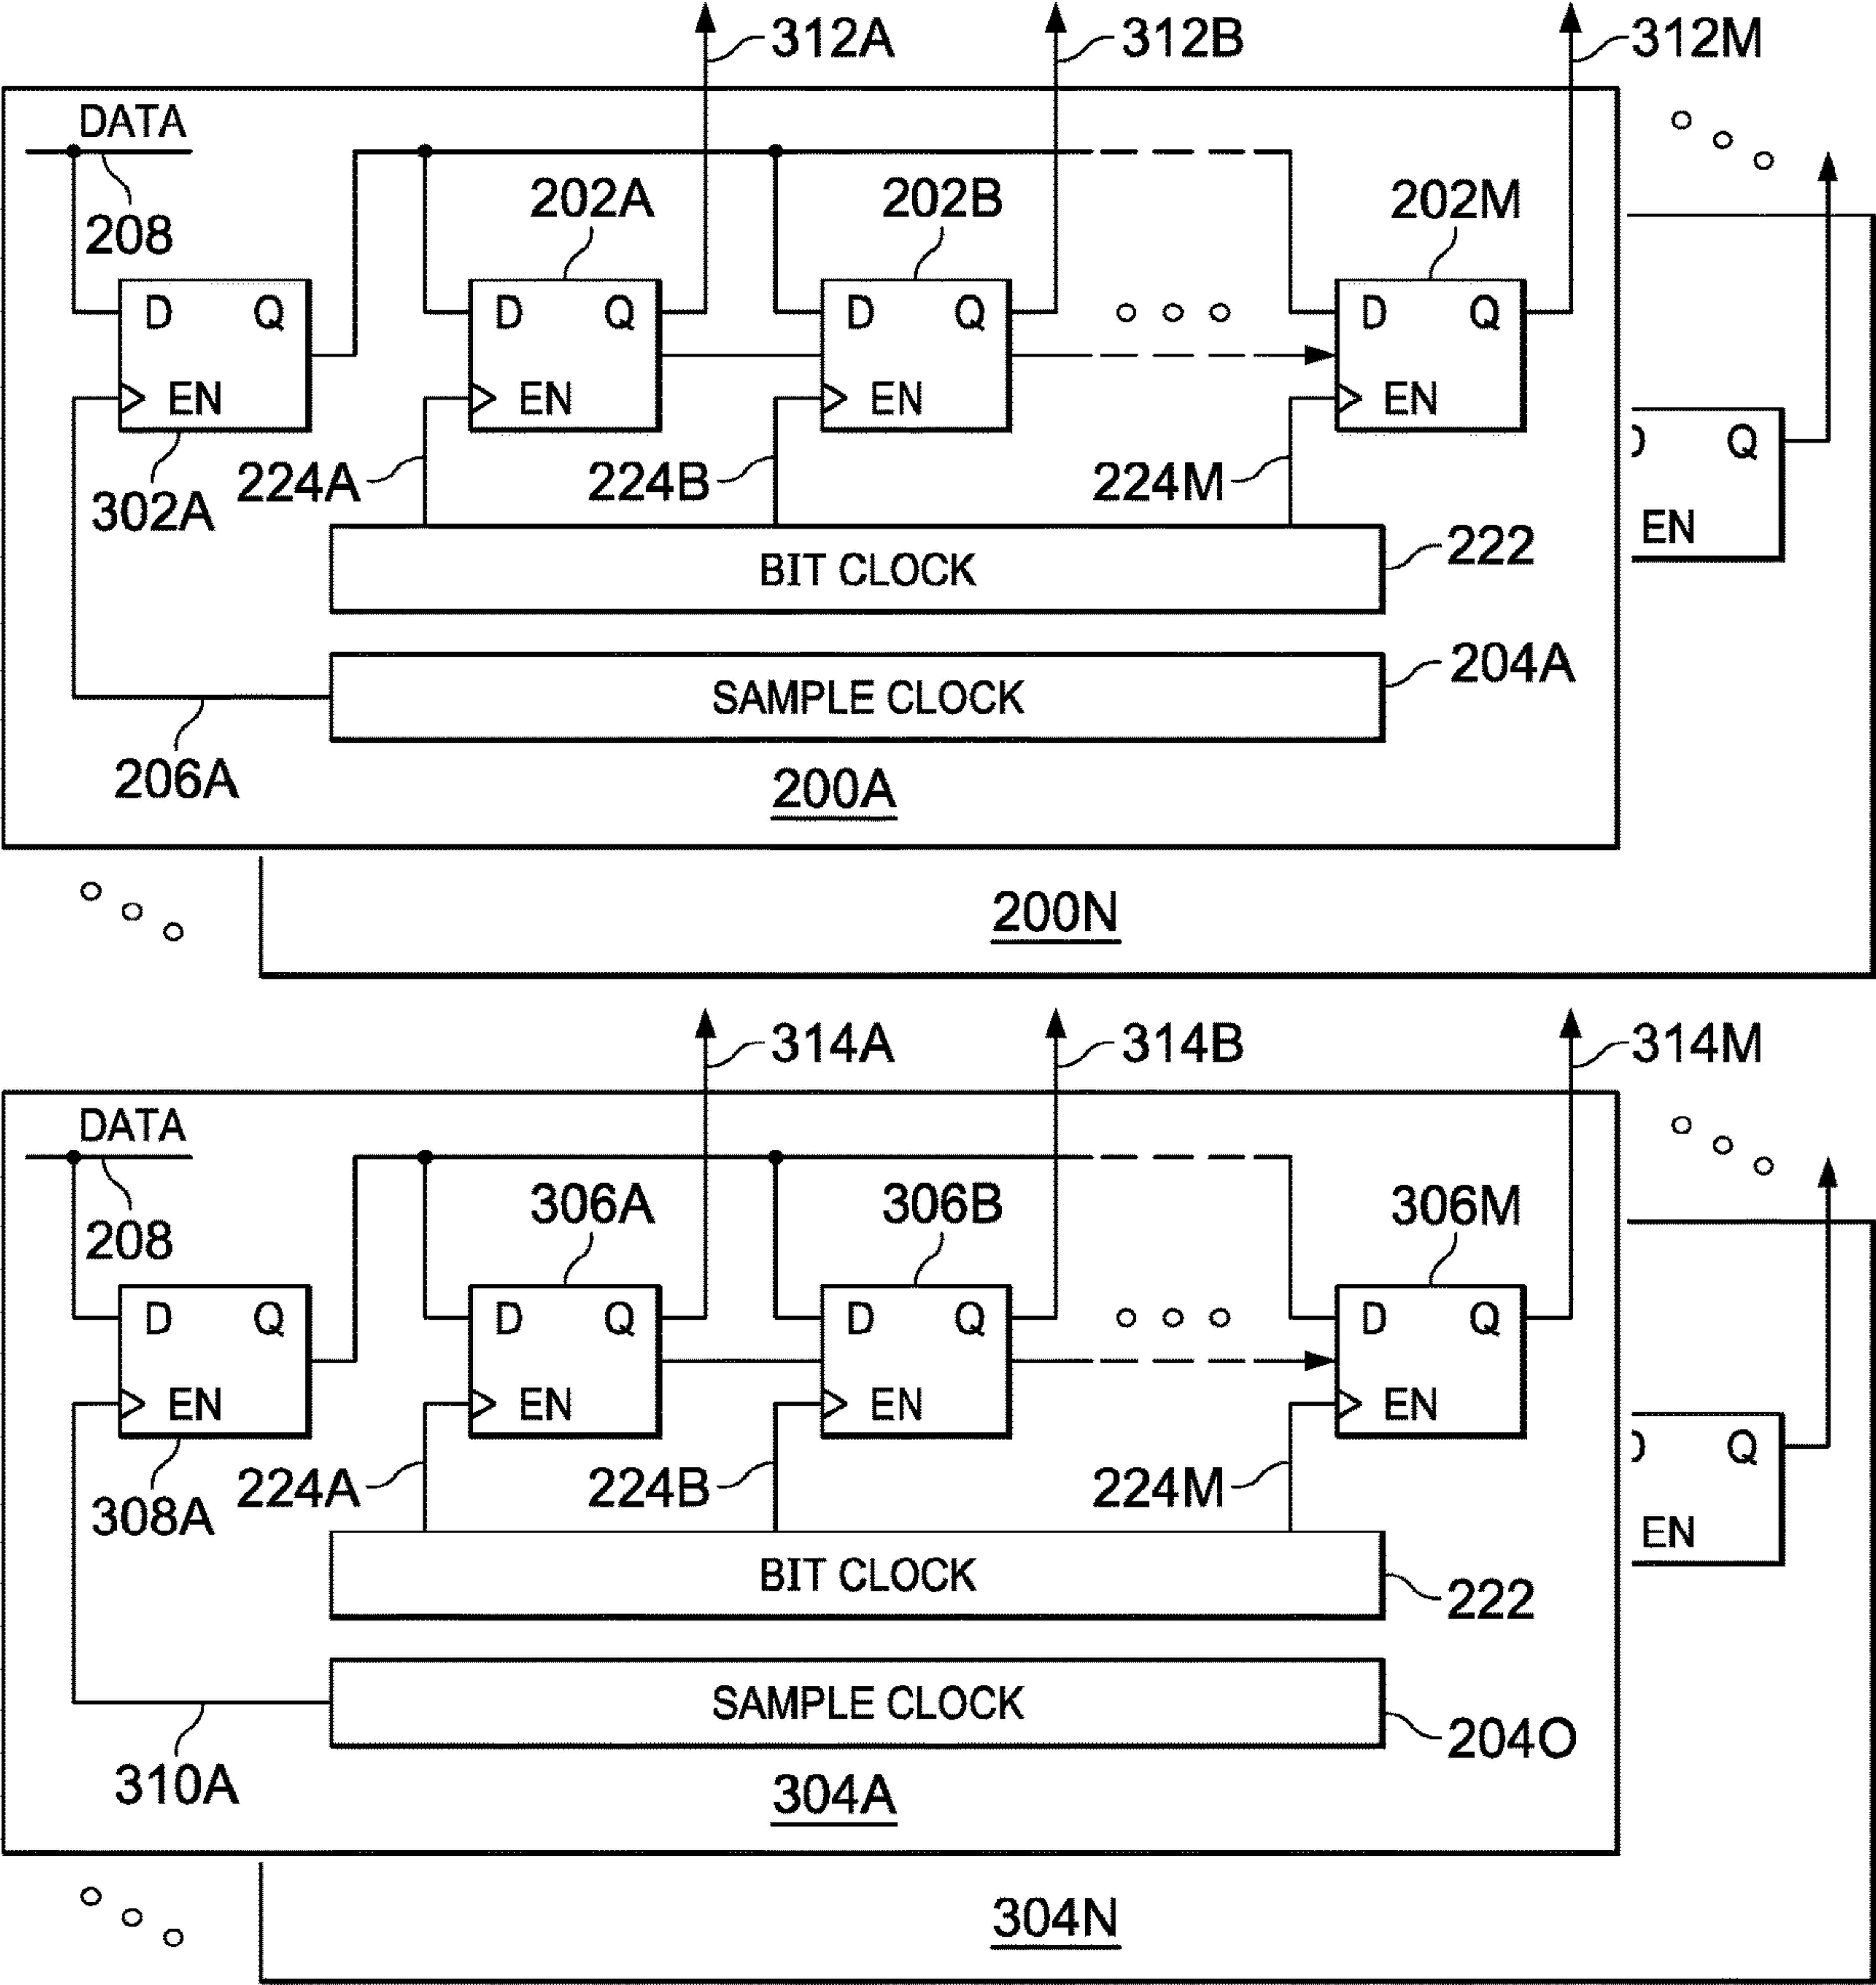 312A 312B 312M
DATA
208 202A 202B 202M
D Q D Q D Q D Q
EN EN EN EN
Q
302A 224A 224B 224M
EN
BIT CLOCK 222
SAMPLE CLOCK 204A
206A
200A
200N
314A 314B 314M
DATA
208 306A 306B 306M
D Q D Q D Q D Q
EN EN EN EN
Q
308A 224A 224B 224M
EN
BIT CLOCK 222
SAMPLE CLOCK 204O
310A
304A
304N